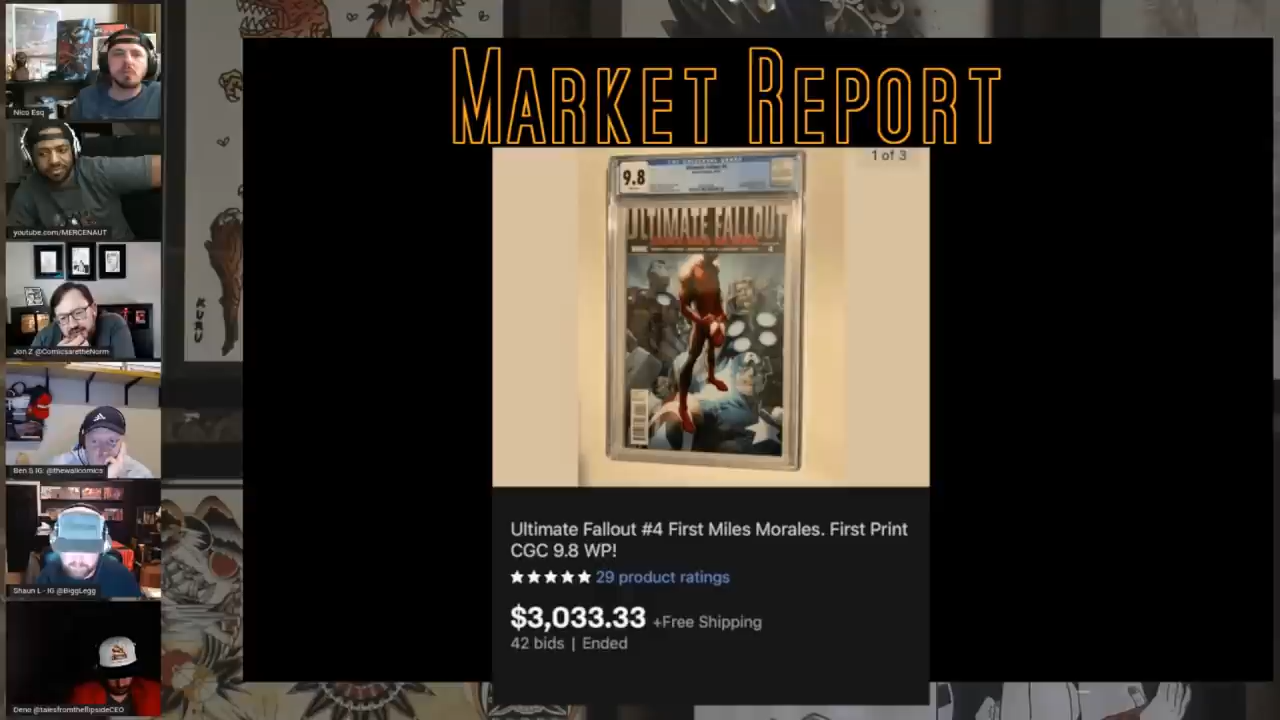 Market Report
1 of 3
9.8
ULTIMATE FALLOUT
4
Ultimate Fallout #4 First Miles Morales. First Print
CGC 9.8 WP!
29 product ratings
$3,033.33 +Free Shipping
42 bids | Ended
Nico Esq
youtube.com/MERCENAUT
Jon Z @ComicsaretheNorm
Ben S IG: @thewallcomics
Shaun L - IG @BiggLegg
Deno @talesfromtheflipsideCEO
KURU